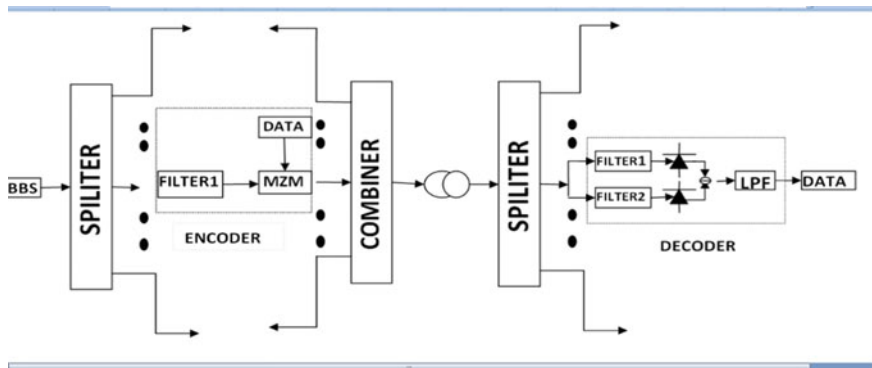 BBS
SPILITER
FILTER1
DATA
MZM
ENCODER
COMBINER
SPILITER
FILTER1
FILTER2
LPF
DATA
DECODER